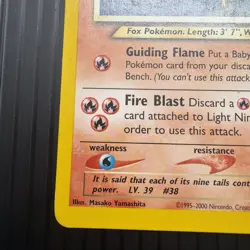 Fox Pokémon. Length: 3' 7", W
Guiding Flame Put a Baby
Pokémon card from your discar
Bench. (You can't use this attack
Fire Blast Discard a
card attached to Light Nin
order to use this attack.
weakness resistance
It is said that each of its nine tails cont
power. LV. 39 #38
Illus. Masako Yamashita ©1995-2000 Nintendo, Crea